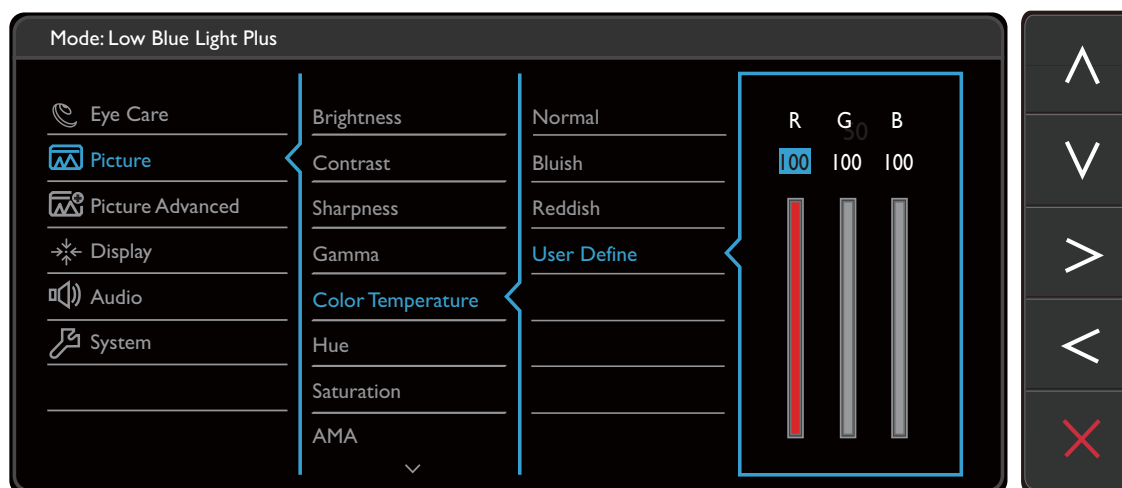 Mode: Low Blue Light Plus
Eye Care
Picture
Picture Advanced
Display
Audio
System
Brightness
Contrast
Sharpness
Gamma
Color Temperature
Hue
Saturation
AMA
Normal
Bluish
Reddish
User Define
R G B
50
100 100 100